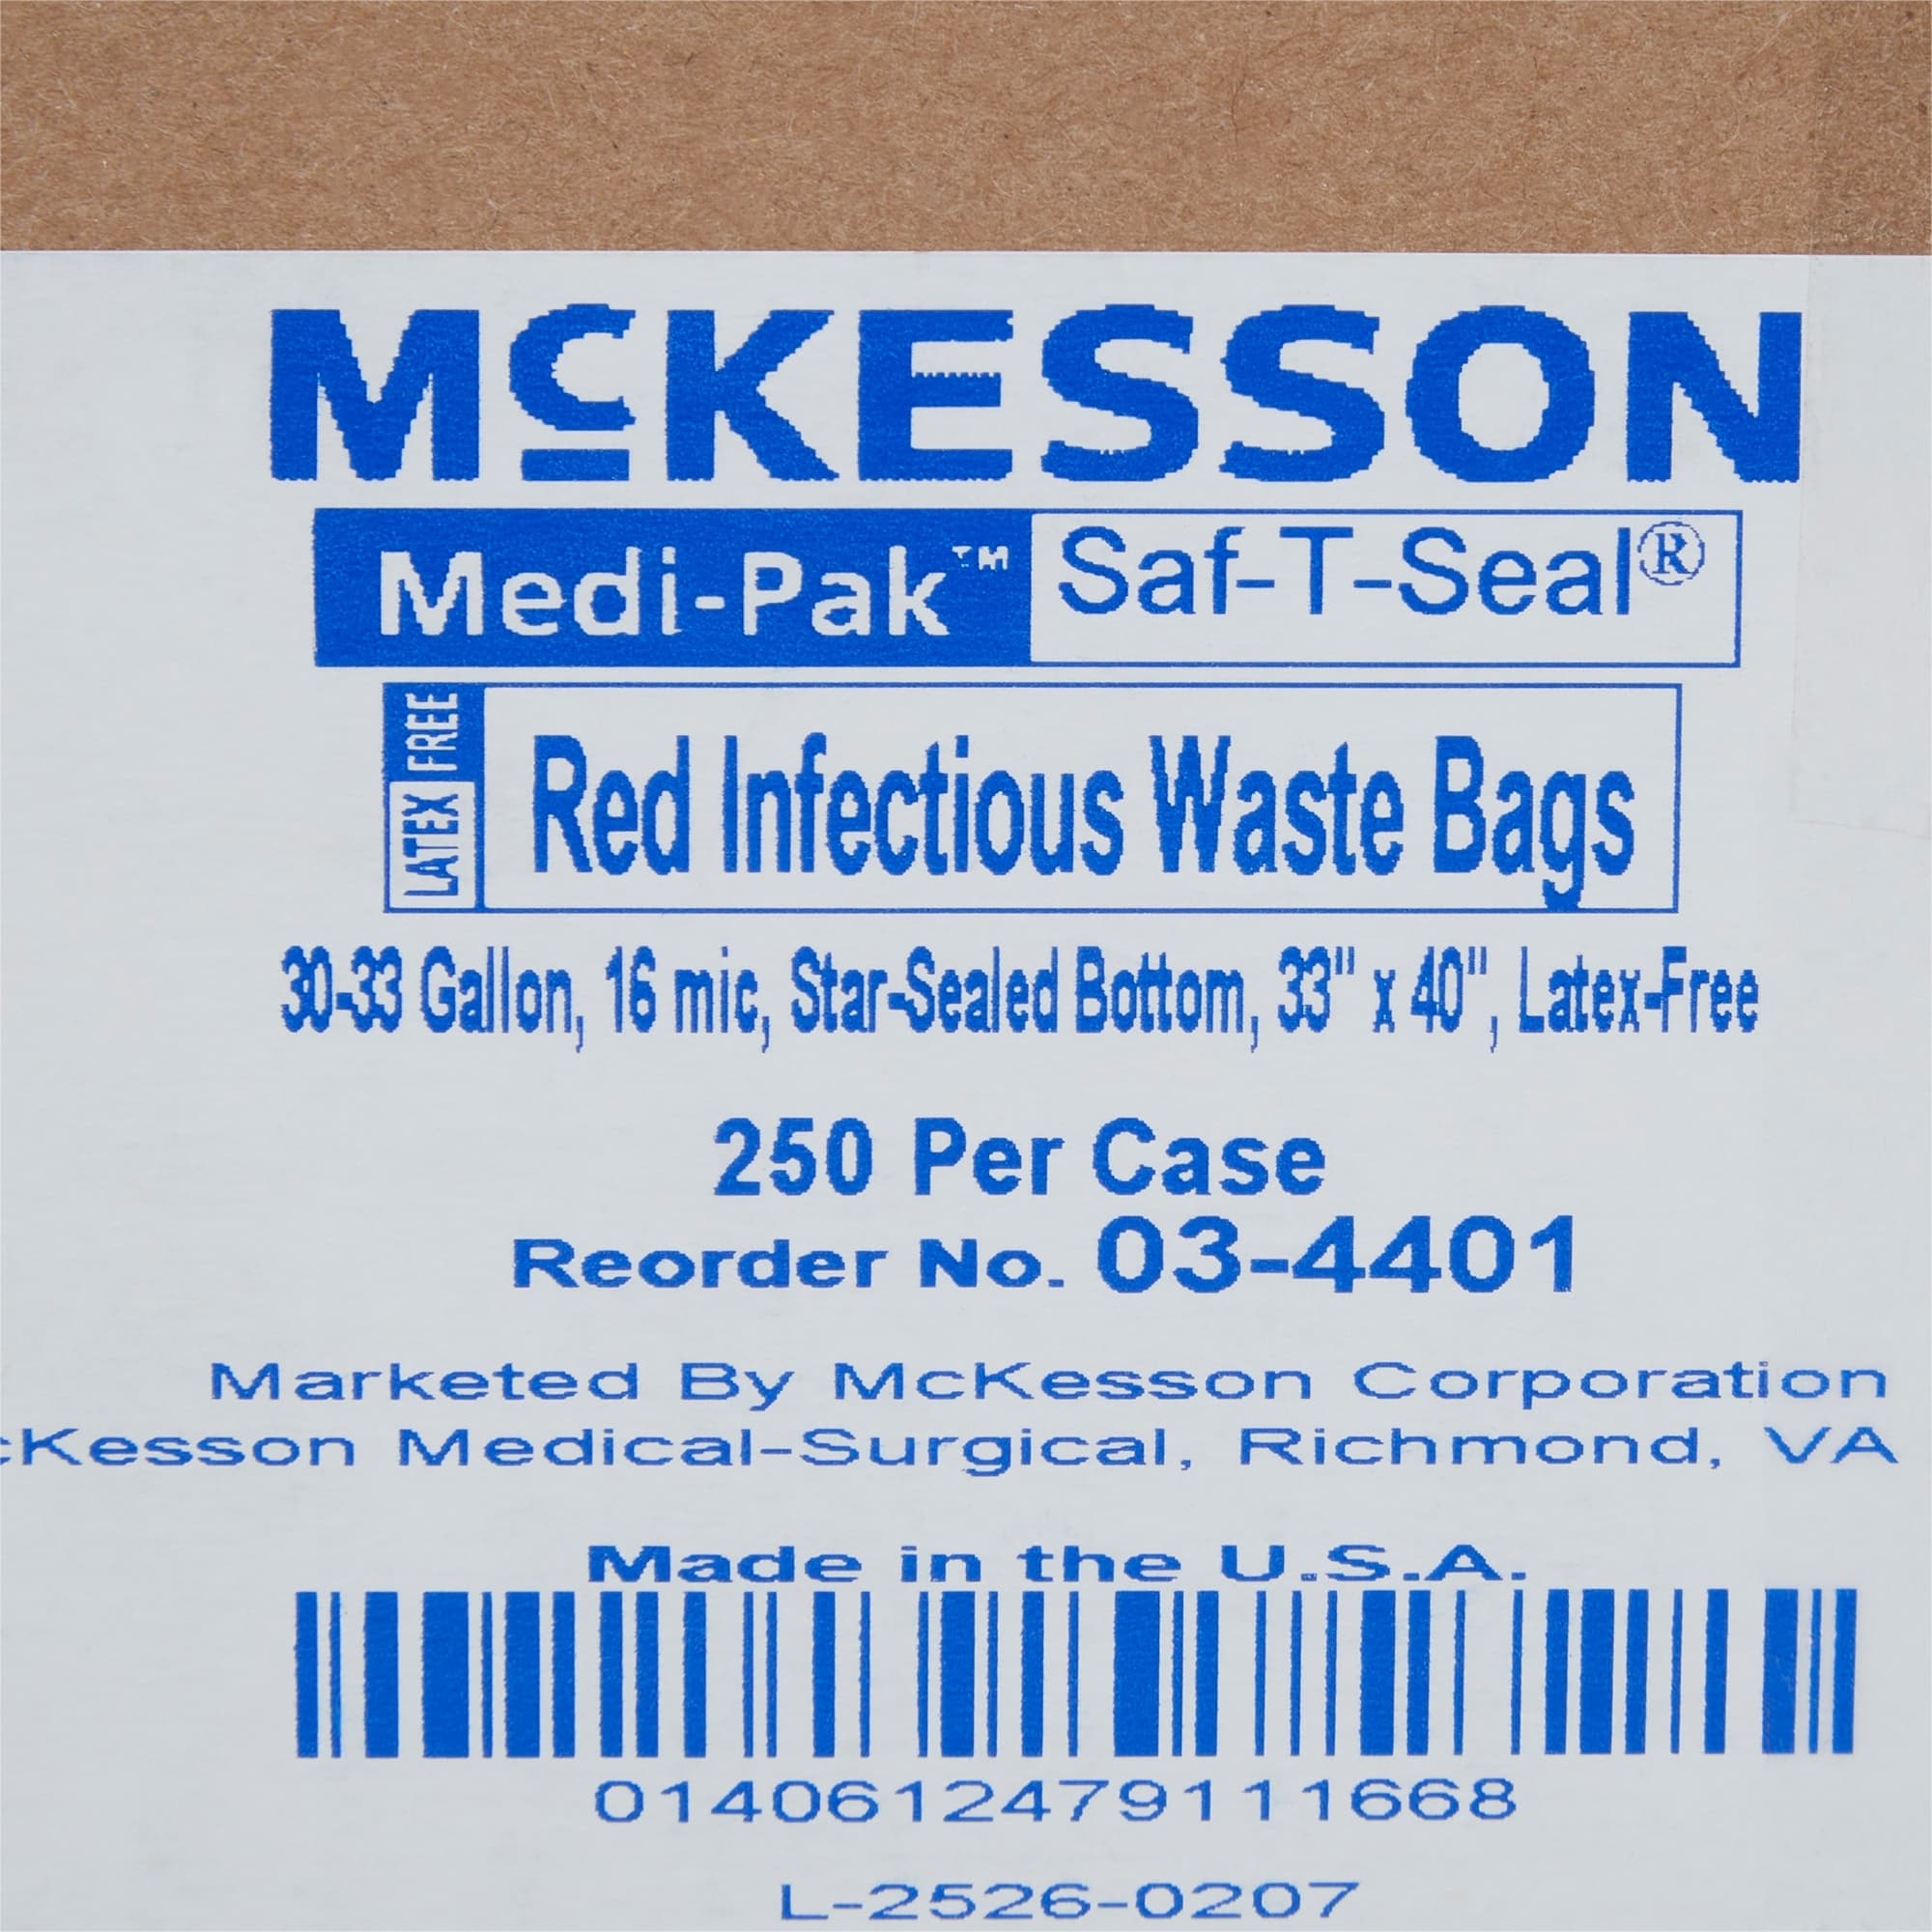 McKESSON
Medi-Pak™ Saf-T-Seal®
LATEX FREE
Red Infectious Waste Bags
30-33 Gallon, 16 mic, Star-Sealed Bottom, 33" x 40", Latex-Free
250 Per Case
Reorder No. 03-4401
Marketed By McKesson Corporation
cKesson Medical-Surgical, Richmond, VA
Made in the U.S.A.
0140612479111668
L-2526-0207